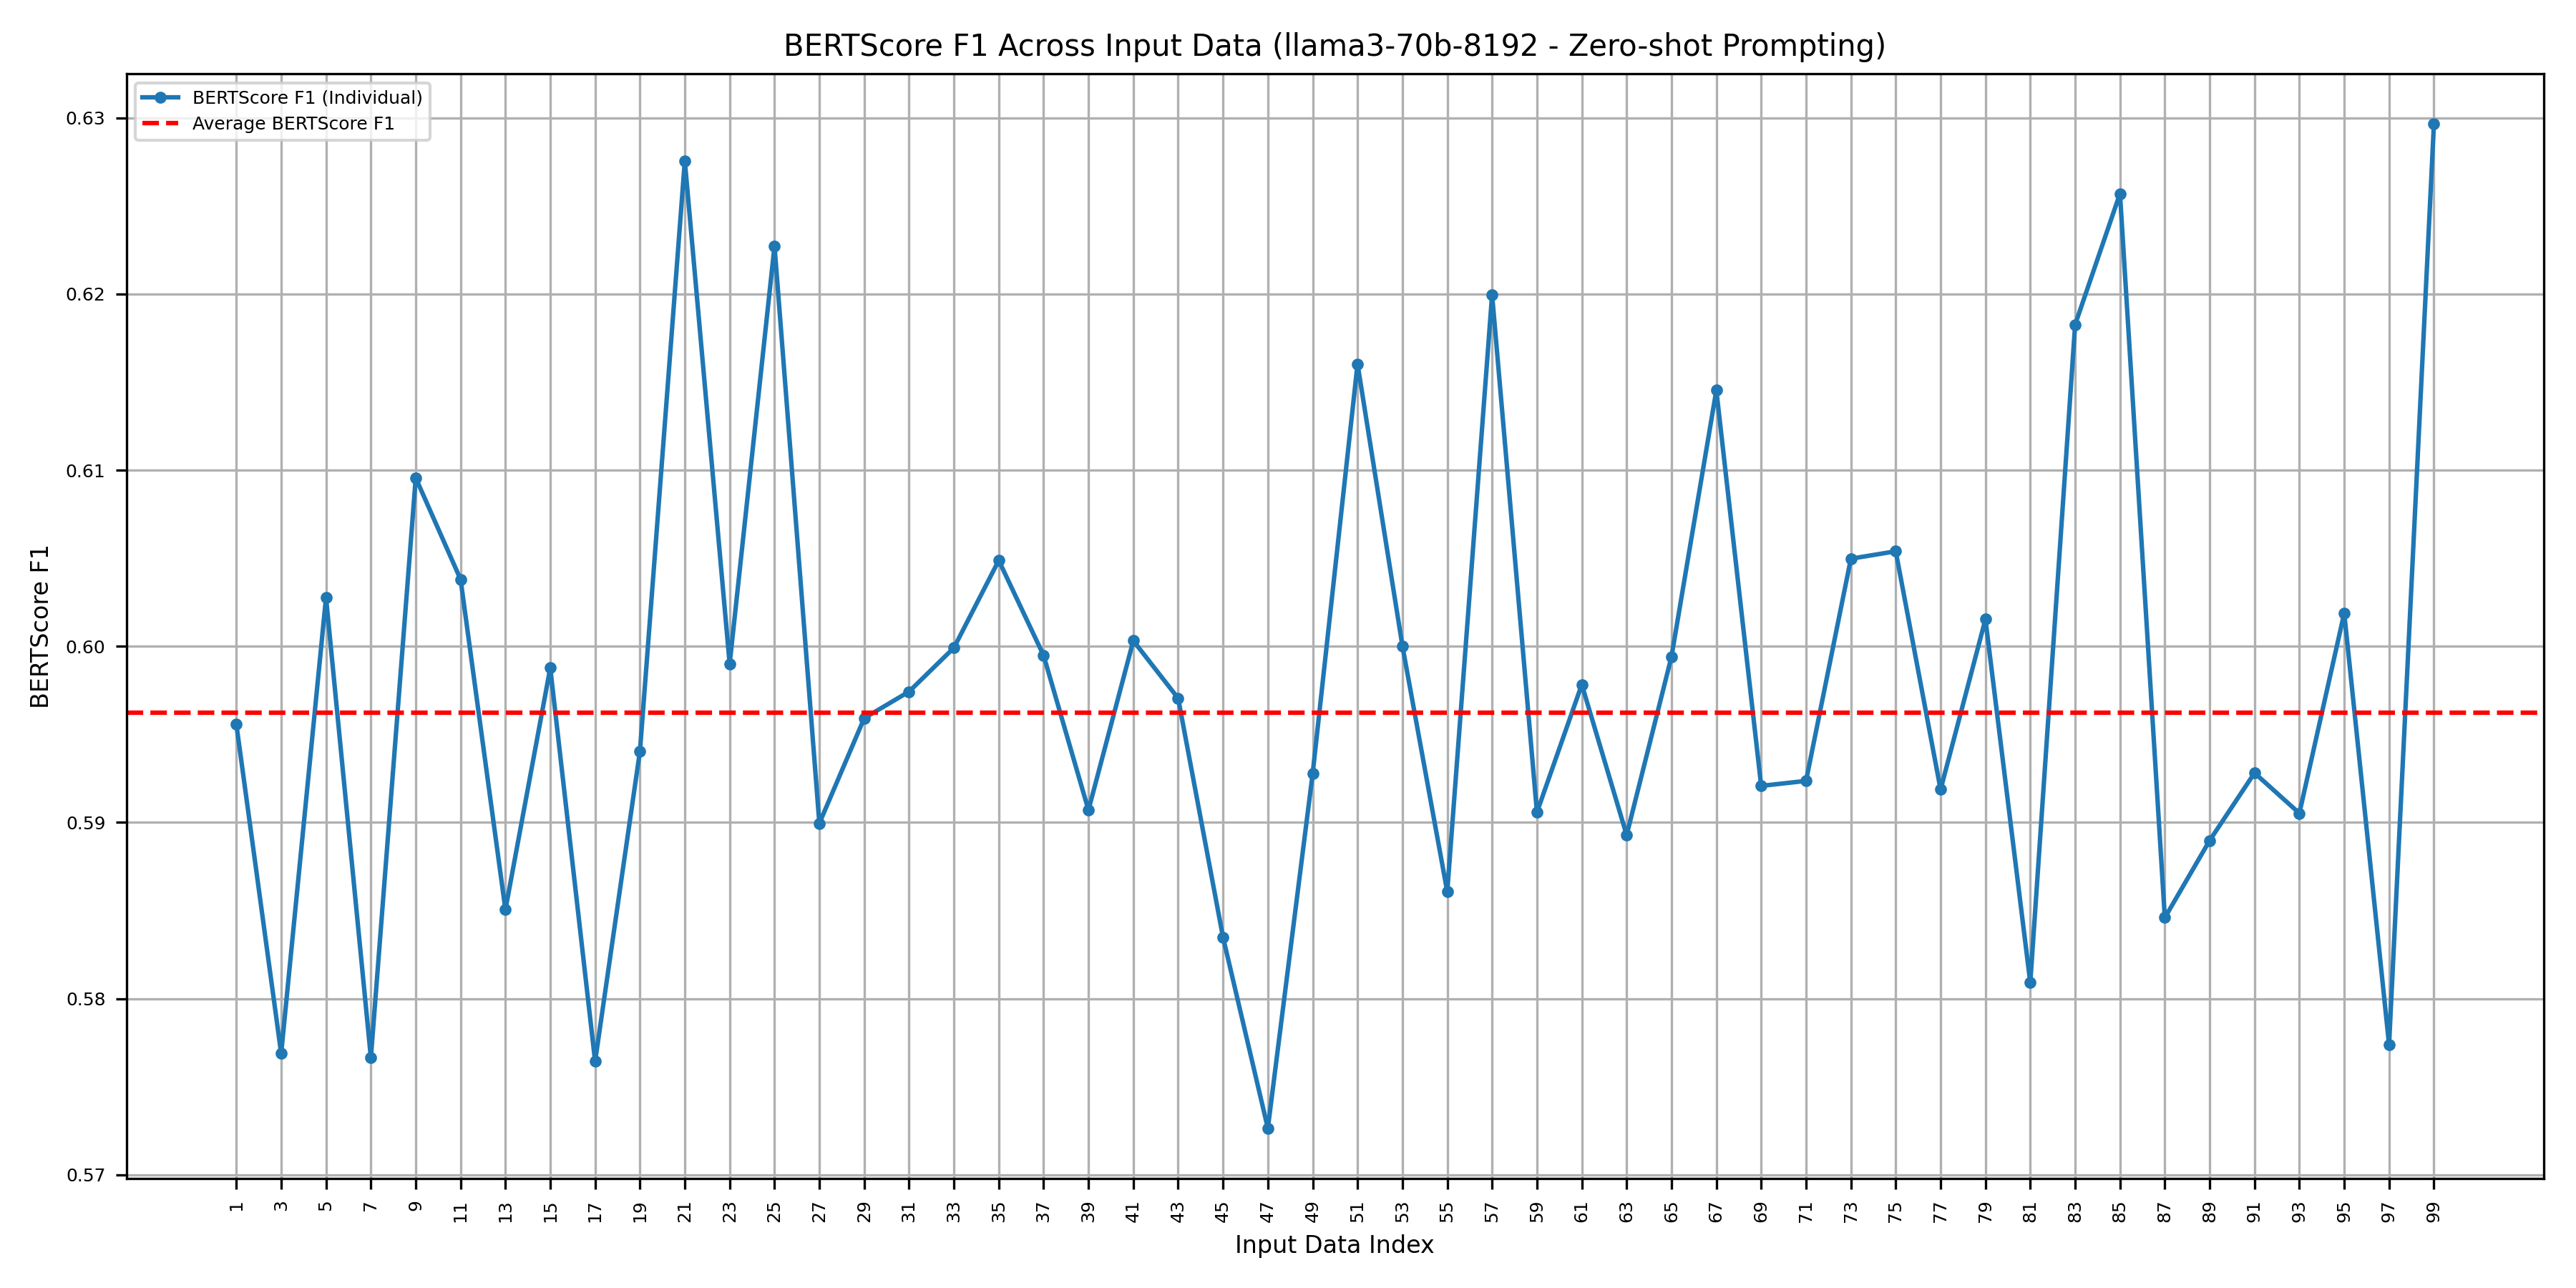 BERTScore F1 Across Input Data (llama3-70b-8192 - Zero-shot Prompting)
BERTScore F1 (Individual)
Average BERTScore F1
0.63
0.62
0.61
0.60
0.59
0.58
0.57
BERTScore F1
1 3 5 7 9 11 13 15 17 19 21 23 25 27 29 31 33 35 37 39 41 43 45 47 49 51 53 55 57 59 61 63 65 67 69 71 73 75 77 79 81 83 85 87 89 91 93 95 97 99
Input Data Index